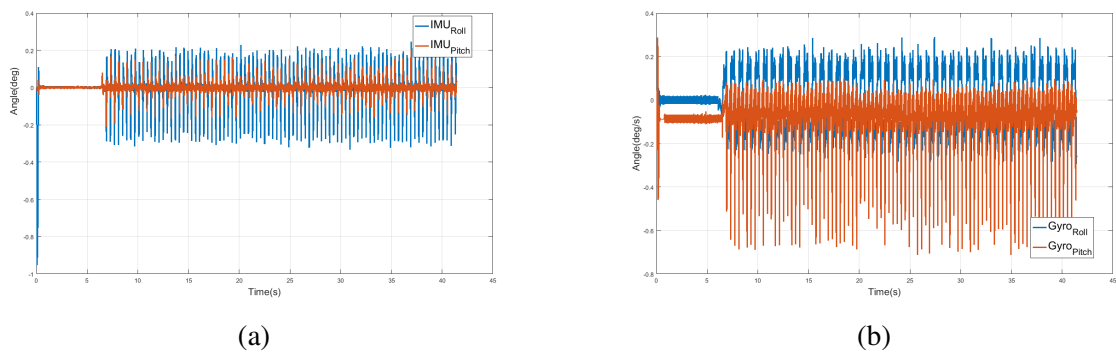 0.4
0.2
0
-0.2
-0.4
-0.6
-0.8
-1
Angle(deg)
0 5 10 15 20 25 30 35 40 45
Time(s)
IMU_Roll
IMU_Pitch
(a)
0.4
0.2
0
-0.2
-0.4
-0.6
-0.8
Angle(deg/s)
0 5 10 15 20 25 30 35 40 45
Time(s)
Gyro_Roll
Gyro_Pitch
(b)